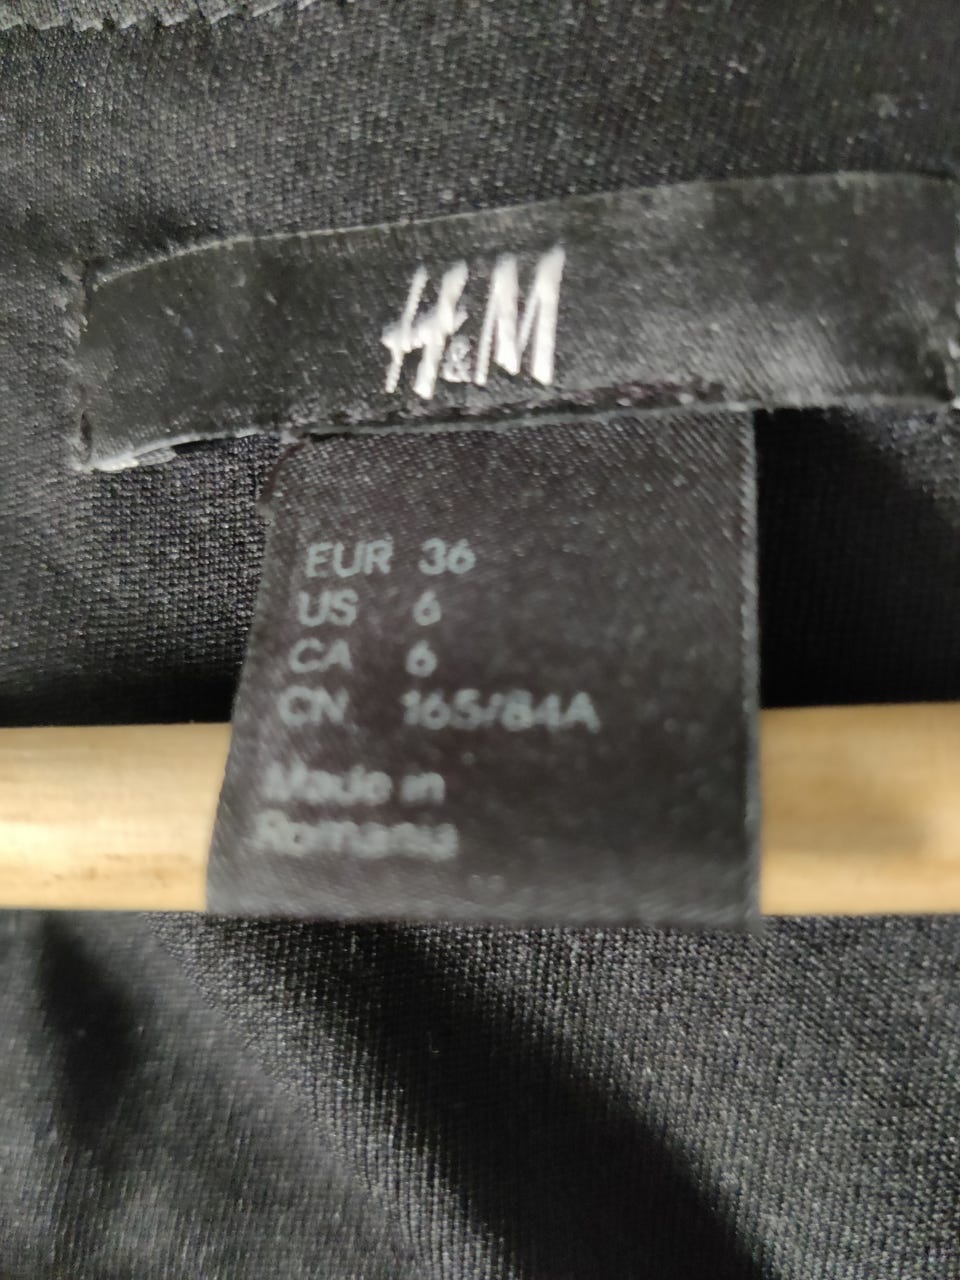 H&M
EUR 36
US 6
CA 6
CN 165/84A
Made in
Romania